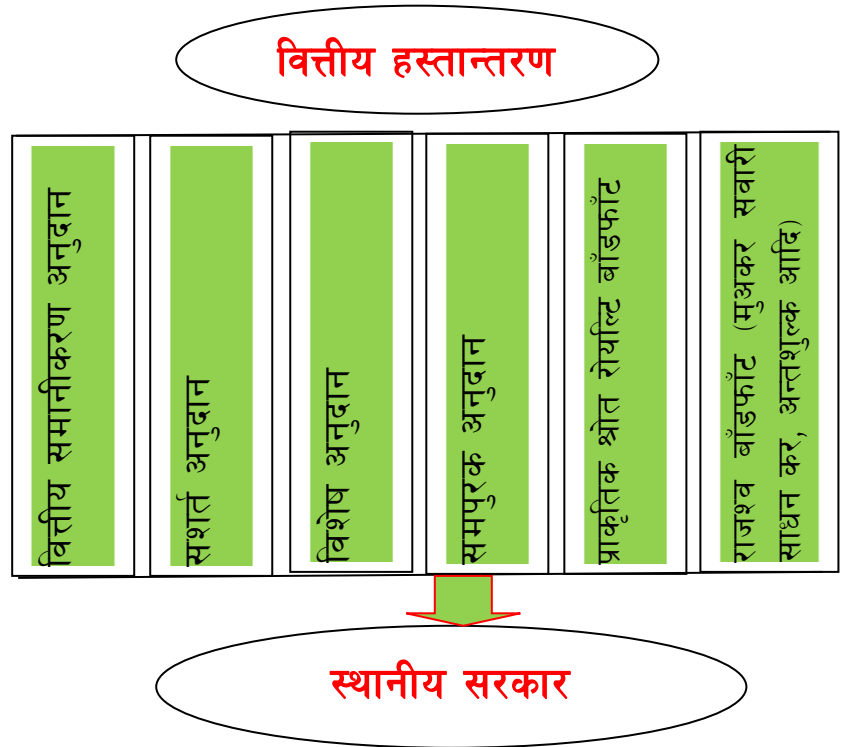 वित्तीय हस्तान्तरण
वित्तीय समानीकरण अनुदान
सशर्त अनुदान
विशेष अनुदान
समपुरक अनुदान
प्राकृतिक श्रोत रोयल्टि बाँडफाँट
राजश्व बाँडफाँट (मुअकर सवारी
साधन कर, अन्तशुल्क आदि)
स्थानीय सरकार